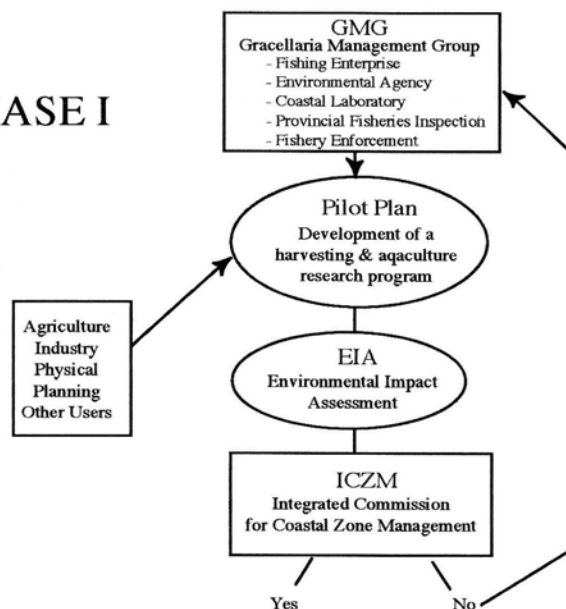 GMG
Gracellaria Management Group
- Fishing Enterprise
- Environmental Agency
- Coastal Laboratory
- Provincial Fisheries Inspection
- Fishery Enforcement
ASE I
Pilot Plan
Development of a
harvesting & aqaculture
research program
Agriculture
Industry
Physical
Planning
Other Users
EIA
Environmental Impact
Assessment
ICZM
Integrated Commission
for Coastal Zone Management
Yes
No